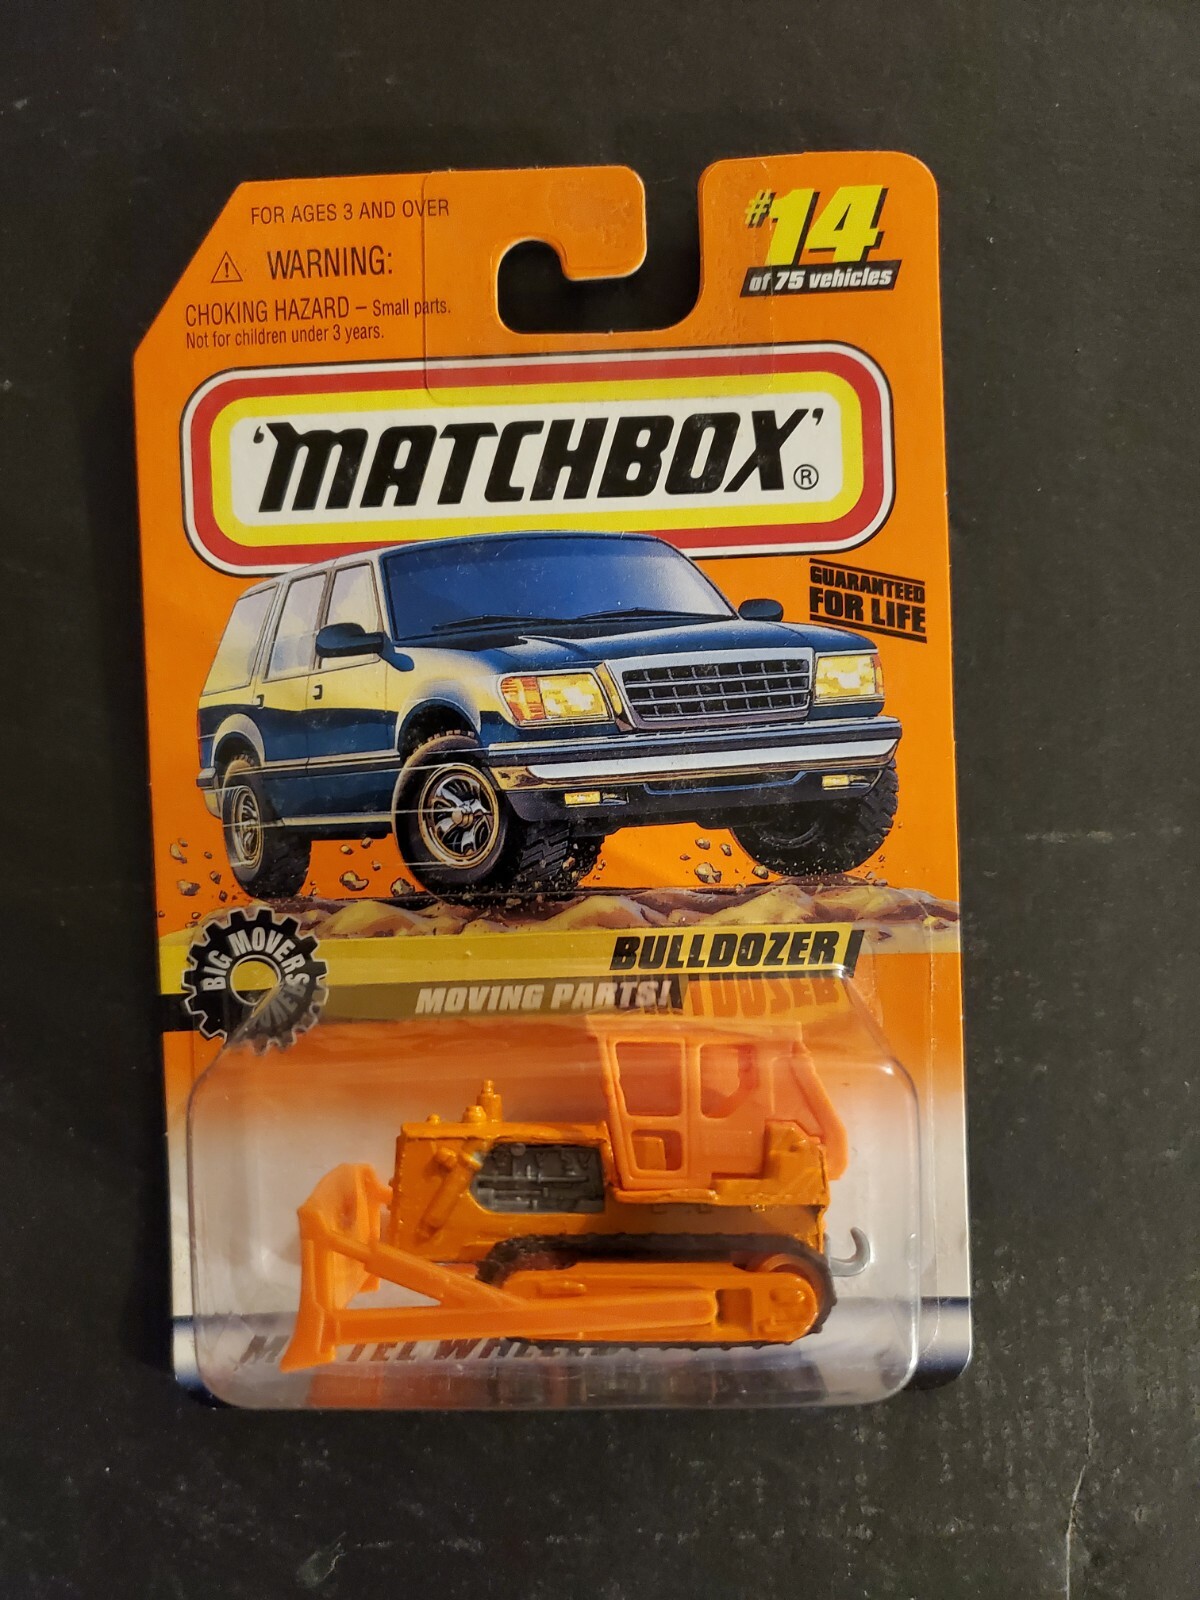 FOR AGES 3 AND OVER
WARNING:
CHOKING HAZARD – Small parts.
Not for children under 3 years.
#14
of 75 vehicles
'MATCHBOX'®
GUARANTEED
FOR LIFE
BIG MOVERS
BULLDOZER
MOVING PARTS!